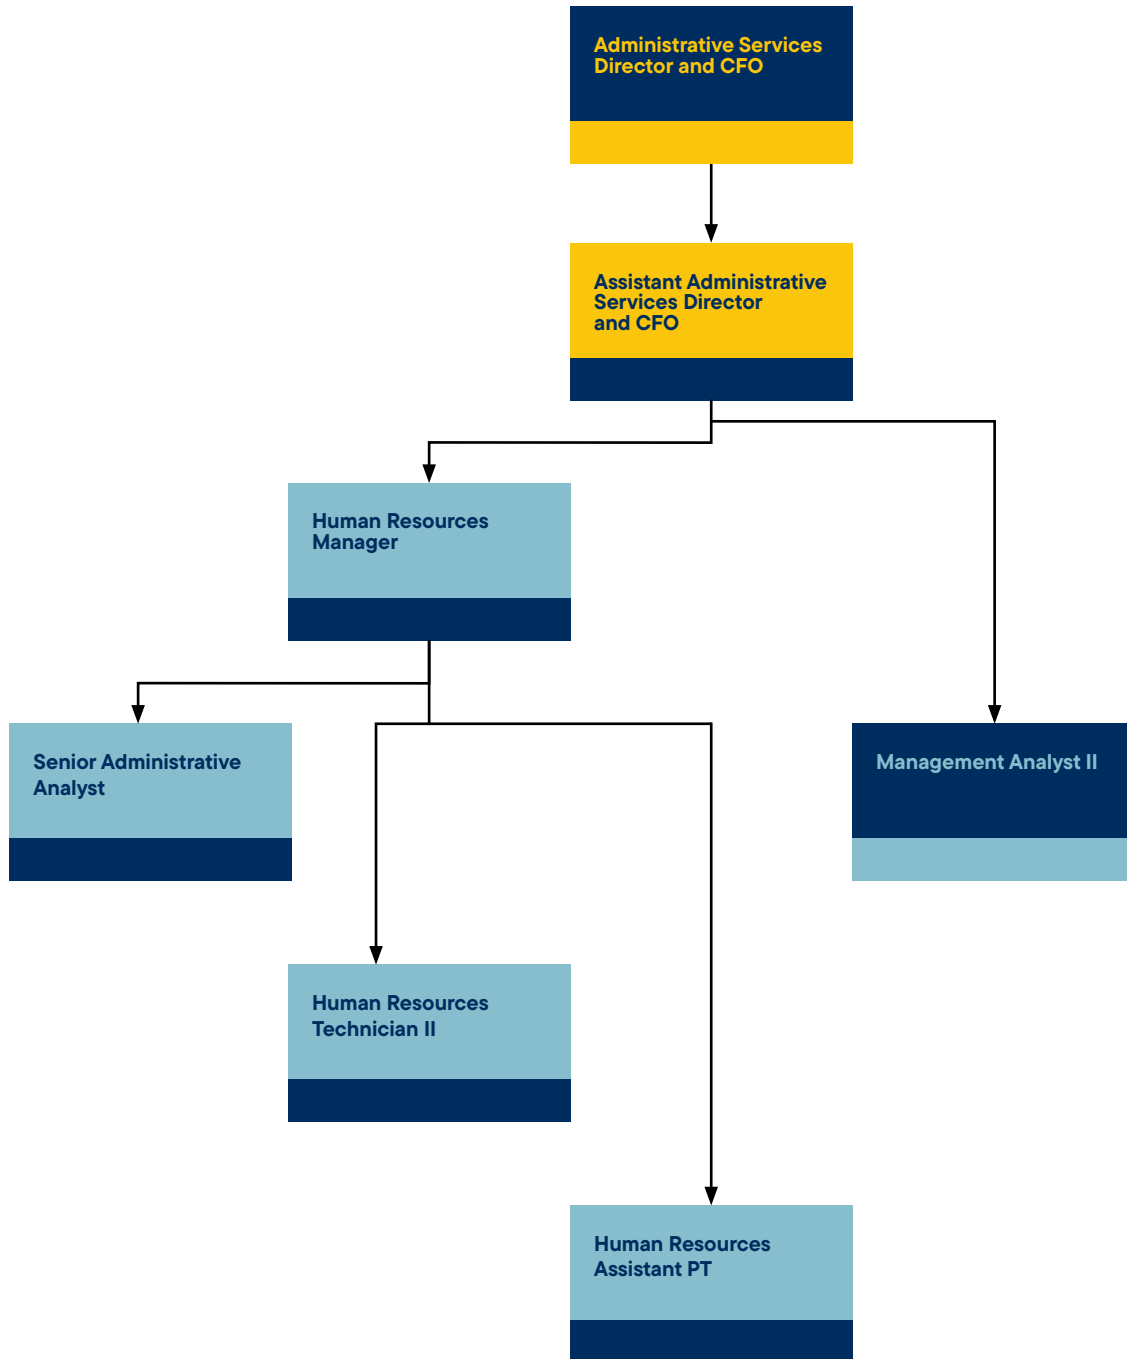 Administrative Services
Director and CFO
Assistant Administrative
Services Director
and CFO
Human Resources
Manager
Senior Administrative
Analyst
Management Analyst II
Human Resources
Technician II
Human Resources
Assistant PT